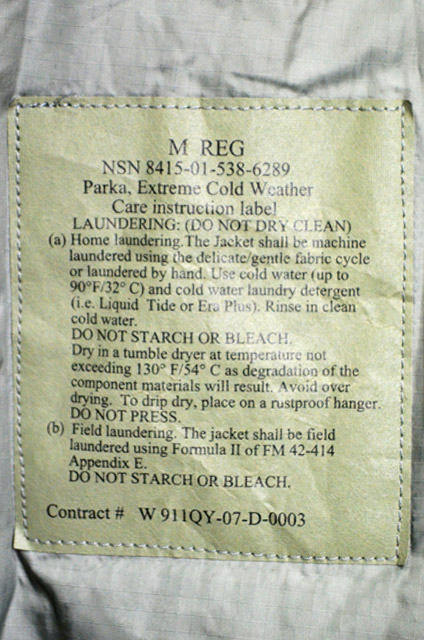 M REG
NSN 8415-01-538-6289
Parka, Extreme Cold Weather
Care instruction label
LAUNDERING: (DO NOT DRY CLEAN)
(a) Home laundering.The Jacket shall be machine
laundered using the delicate/gentle fabric cycle
or laundered by hand. Use cold water (up to
90°F/32° C) and cold water laundry detergent
(i.e. Liquid Tide or Era Plus). Rinse in clean
cold water.
DO NOT STARCH OR BLEACH.
Dry in a tumble dryer at temperature not
exceeding 130° F/54° C as degradation of the
component materials will result. Avoid over
drying. To drip dry, place on a rustproof hanger.
DO NOT PRESS.
(b) Field laundering. The jacket shall be field
laundered using Formula II of FM 42-414
Appendix E.
DO NOT STARCH OR BLEACH.
Contract # W 911QY-07-D-0003